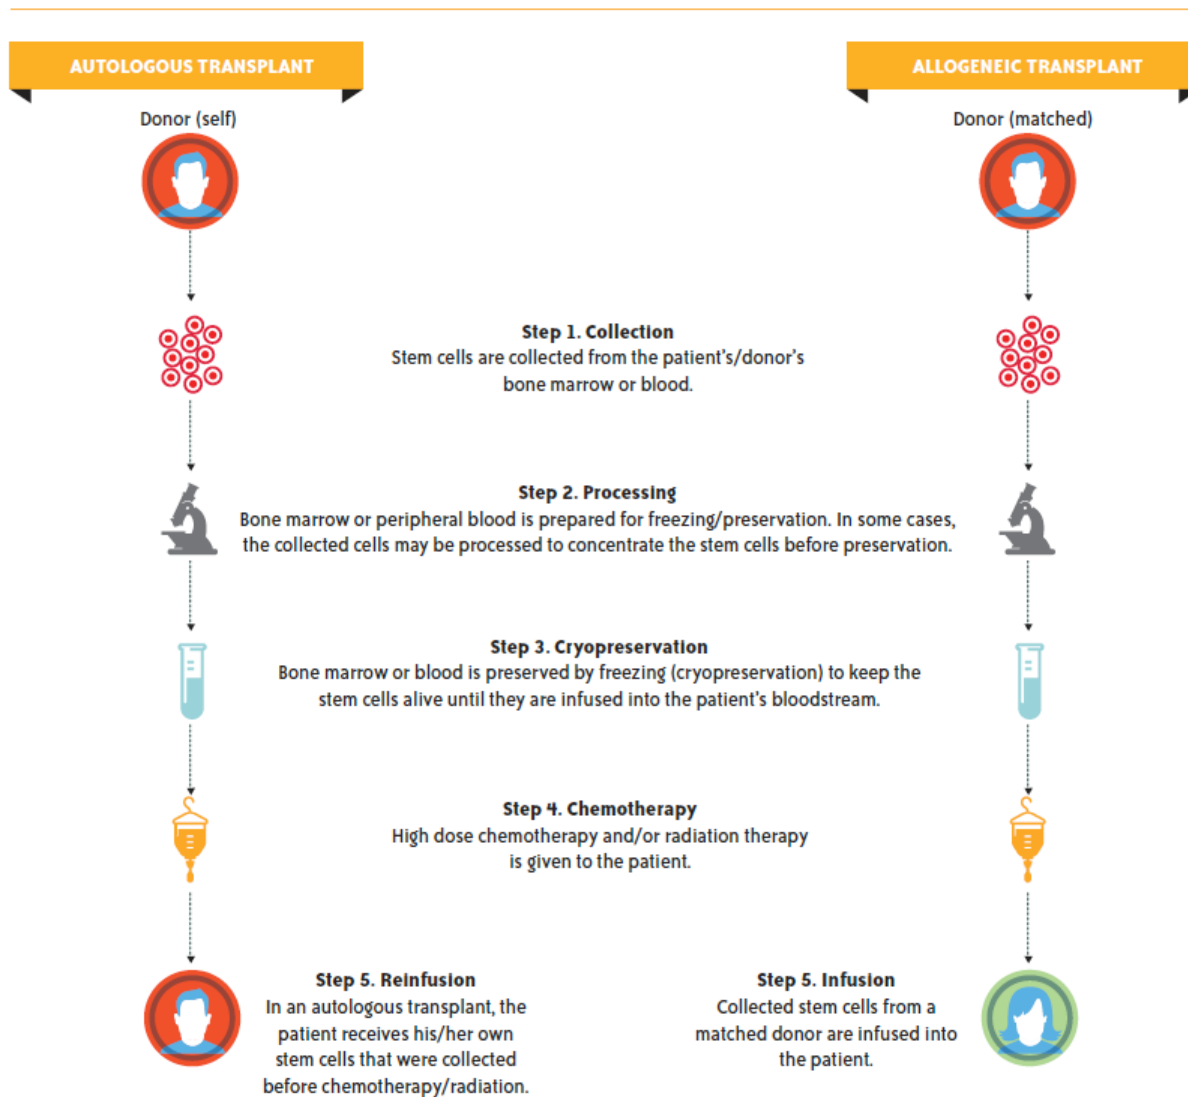 AUTOLOGOUS TRANSPLANT
ALLOGENEIC TRANSPLANT
Donor (self)
Donor (matched)
Step 1. Collection
Stem cells are collected from the patient's/donor's
bone marrow or blood.
Step 2. Processing
Bone marrow or peripheral blood is prepared for freezing/preservation. In some cases,
the collected cells may be processed to concentrate the stem cells before preservation.
Step 3. Cryopreservation
Bone marrow or blood is preserved by freezing (cryopreservation) to keep the
stem cells alive until they are infused into the patient's bloodstream.
Step 4. Chemotherapy
High dose chemotherapy and/or radiation therapy
is given to the patient.
Step 5. Reinfusion
In an autologous transplant, the
patient receives his/her own
stem cells that were collected
before chemotherapy/radiation.
Step 5. Infusion
Collected stem cells from a
matched donor are infused into
the patient.